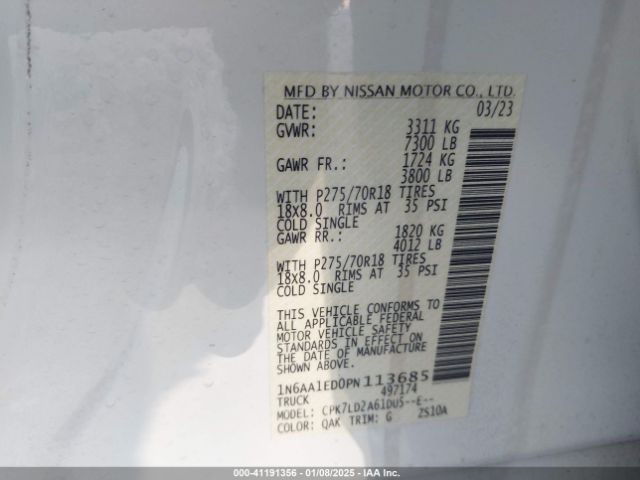 MFD BY NISSAN MOTOR CO., LTD.
DATE: 03/23
GVWR: 3311 KG
7300 LB
GAWR FR.: 1724 KG
3800 LB
WITH P275/70R18 TIRES
18X8.0 RIMS AT 35 PSI
COLD SINGLE
GAWR RR.: 1820 KG
4012 LB
WITH P275/70R18 TIRES
18X8.0 RIMS AT 35 PSI
COLD SINGLE
THIS VEHICLE CONFORMS TO
ALL APPLICABLE FEDERAL
MOTOR VEHICLE SAFETY
STANDARDS IN EFFECT ON
THE DATE OF MANUFACTURE
SHOWN ABOVE.
1N6AA1ED0PN113685
TRUCK 497174
MODEL: CPK7LD2A61DU5--E--
COLOR: QAK TRIM: G 2S10A
000-41191356 | 01/08/2025 | IAA Inc.